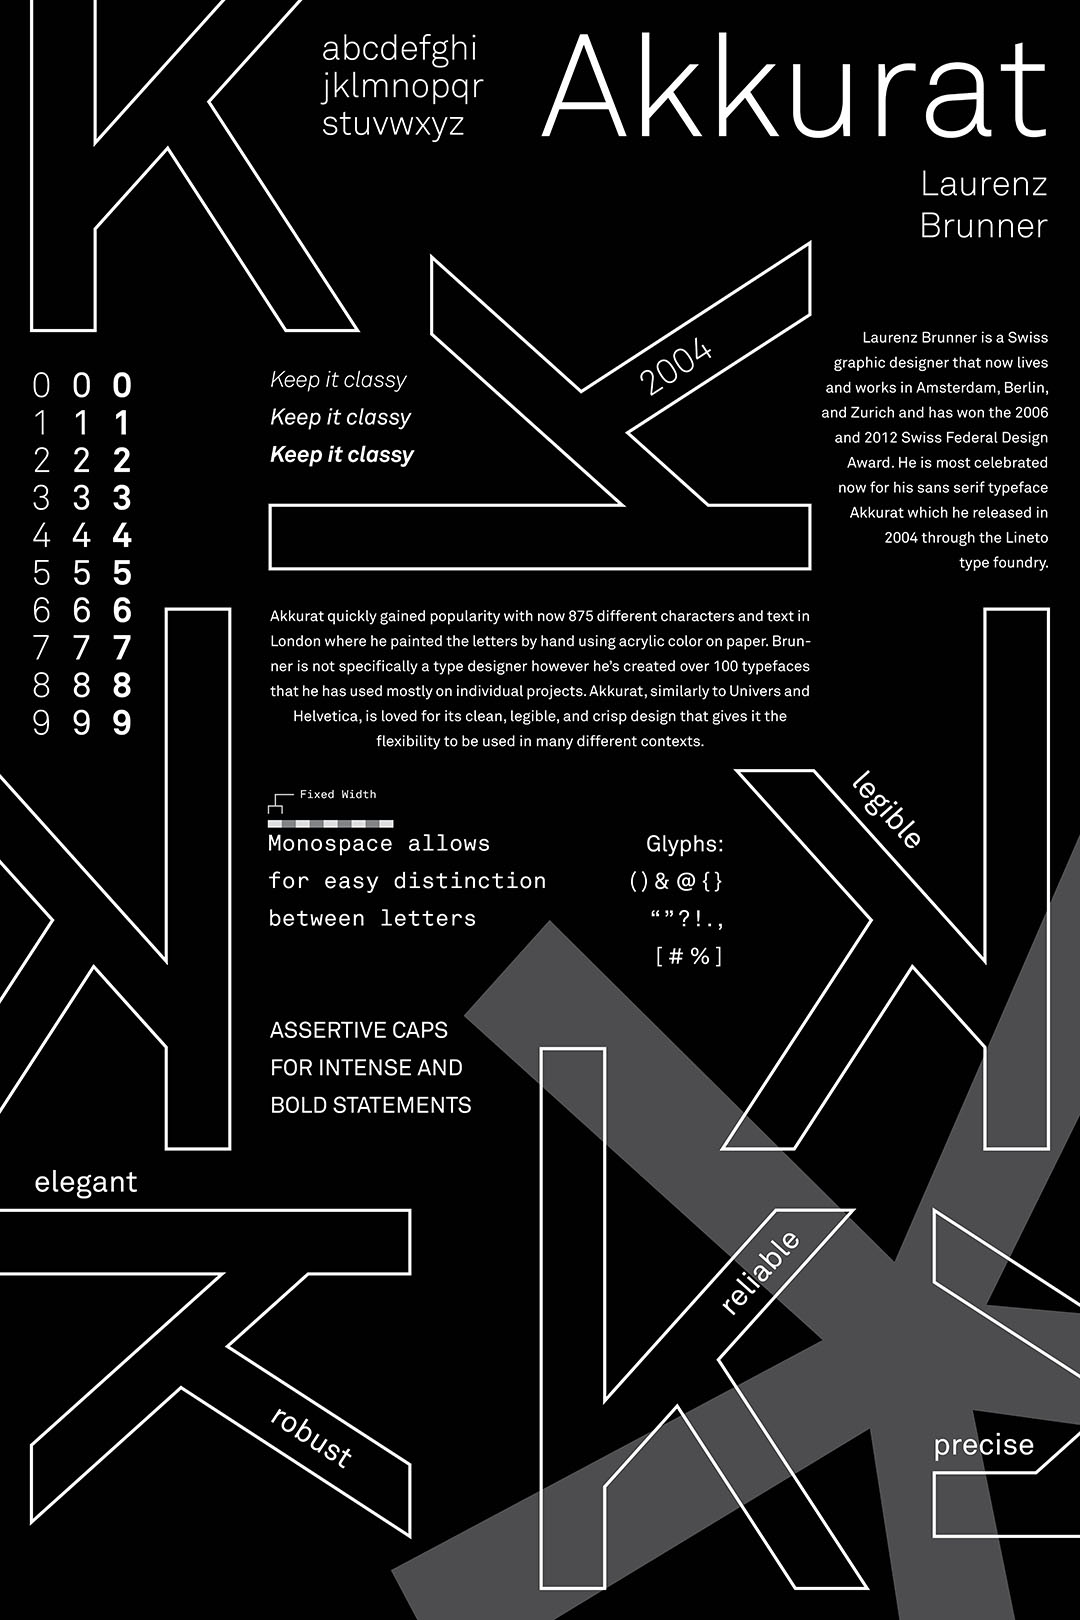 abcdefghi
jklmnopqr
stuvwxyz
Akkurat
Laurenz
Brunner
2004
Laurenz Brunner is a Swiss
graphic designer that now lives
and works in Amsterdam, Berlin,
and Zurich and has won the 2006
and 2012 Swiss Federal Design
Award. He is most celebrated
now for his sans serif typeface
Akkurat which he released in
2004 through the Lineto
type foundry.
0 0 0
1 1 1
2 2 2
3 3 3
4 4 4
5 5 5
6 6 6
7 7 7
8 8 8
9 9 9
Keep it classy
Keep it classy
Keep it classy
Akkurat quickly gained popularity with now 875 different characters and text in
London where he painted the letters by hand using acrylic color on paper. Brun-
ner is not specifically a type designer however he’s created over 100 typefaces
that he has used mostly on individual projects. Akkurat, similarly to Univers and
Helvetica, is loved for its clean, legible, and crisp design that gives it the
flexibility to be used in many different contexts.
Fixed Width
Monospace allows
for easy distinction
between letters
Glyphs:
()& @{}
“”?!.,
[#%]
legible
ASSERTIVE CAPS
FOR INTENSE AND
BOLD STATEMENTS
elegant
reliable
robust
precise